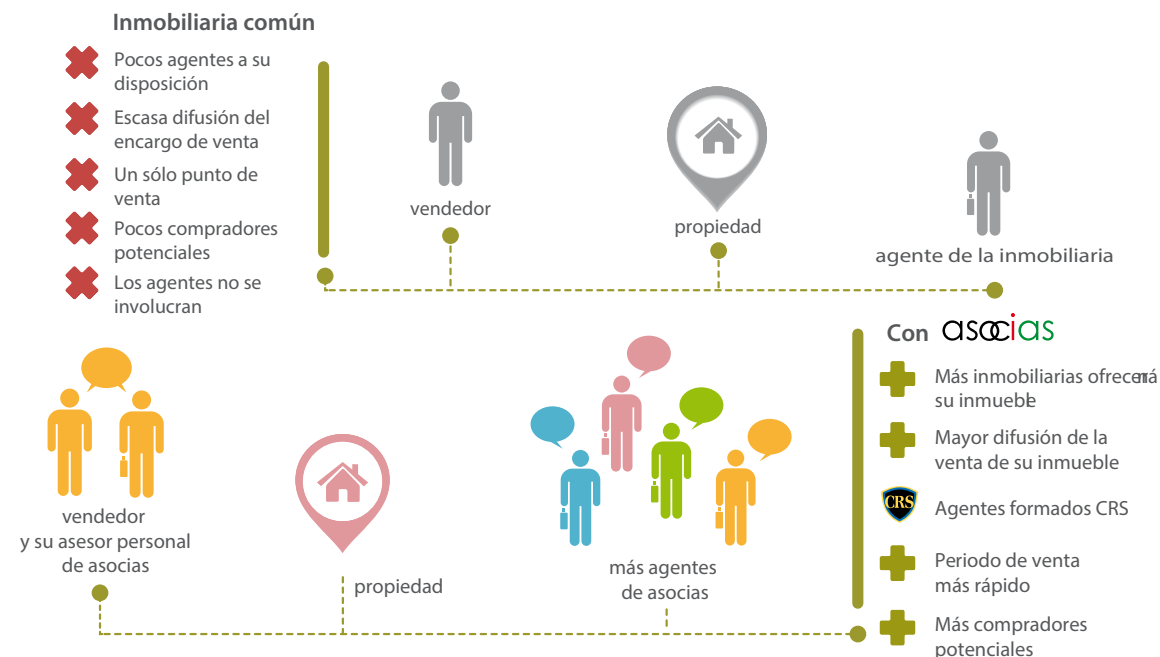 Inmobiliaria común
Pocos agentes a su
disposición
Escasa difusión del
encargo de venta
Un sólo punto de
venta
Pocos compradores
potenciales
Los agentes no se
involucran
vendedor
propiedad
agente de la inmobiliaria
vendedor
y su asesor personal
de asocias
propiedad
más agentes
de asocias
Con asocias
Más inmobiliarias ofrecerná
su inmueble
Mayor difusión de la
venta de su inmueble
CRS
Agentes formados CRS
Periodo de venta
más rápido
Más compradores
potenciales